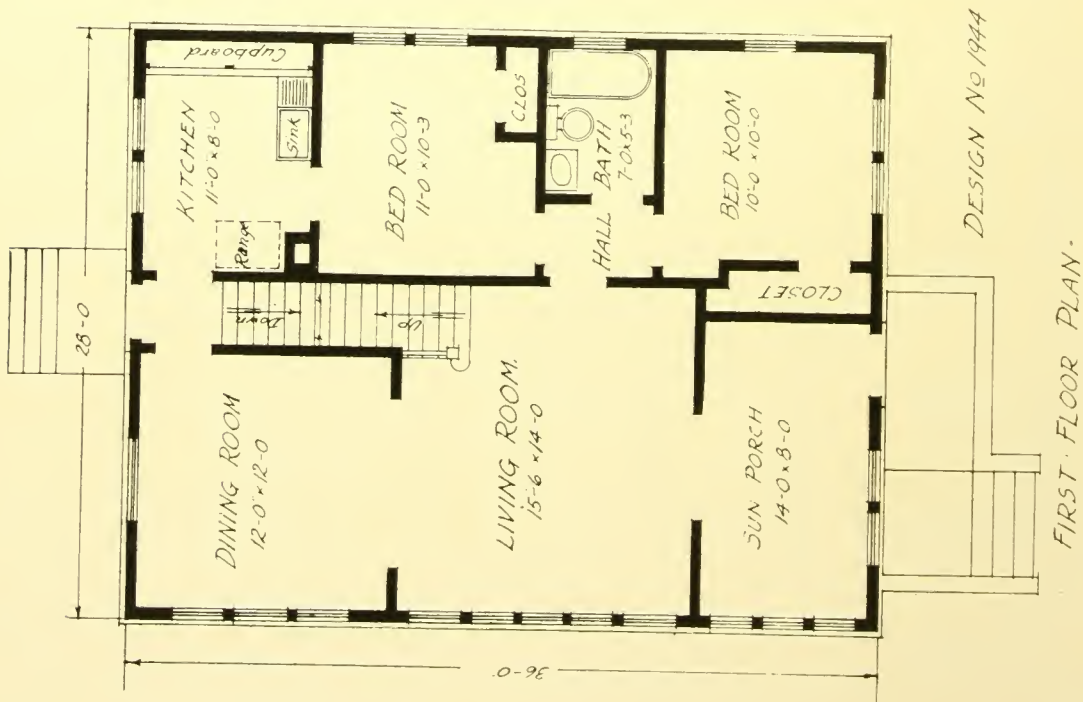 28'-0
KITCHEN
11'-0" x 8'-0
Cupboard
Sink
Range
BED ROOM
11'-0" x 10'-3
CLOS
HALL
BATH
7-0x5-3
BED ROOM
10'-0 x 10'-0
CLOSET
Down
Up
DINING ROOM
12'-0" x 12'-0
LIVING ROOM.
15'-6 x 14'-0
SUN PORCH
14'-0 x 8-0
36'-0'
DESIGN No 1944
FIRST · FLOOR PLAN ·